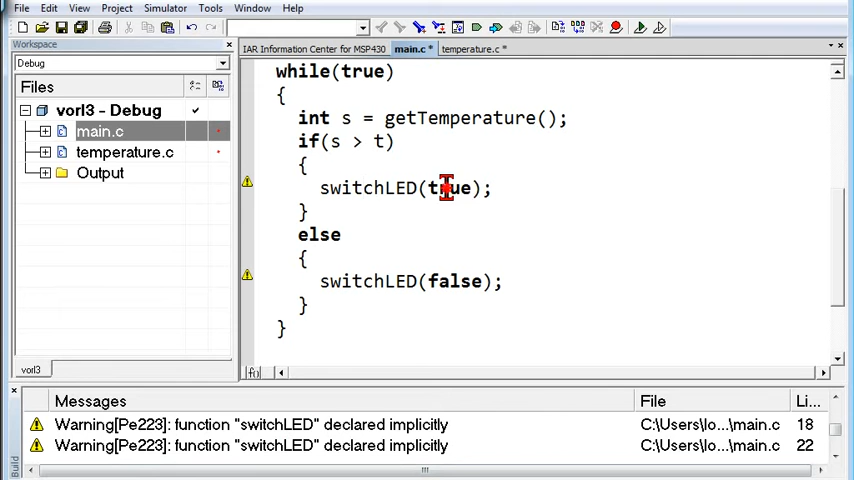 File Edit View Project Simulator Tools Window Help
Workspace
IAR Information Center for MSP430 main.c * temperature.c *
Debug
Files
vorl3 - Debug
main.c
temperature.c
Output
vorl3
while(true)
{
int s = getTemperature();
if(s > t)
{
switchLED(true);
}
else
{
switchLED(false);
}
}
f()
Messages File Li...
Warning[Pe223]: function "switchLED" declared implicitly C:\Users\lo...\main.c 18
Warning[Pe223]: function "switchLED" declared implicitly C:\Users\lo...\main.c 22
Build